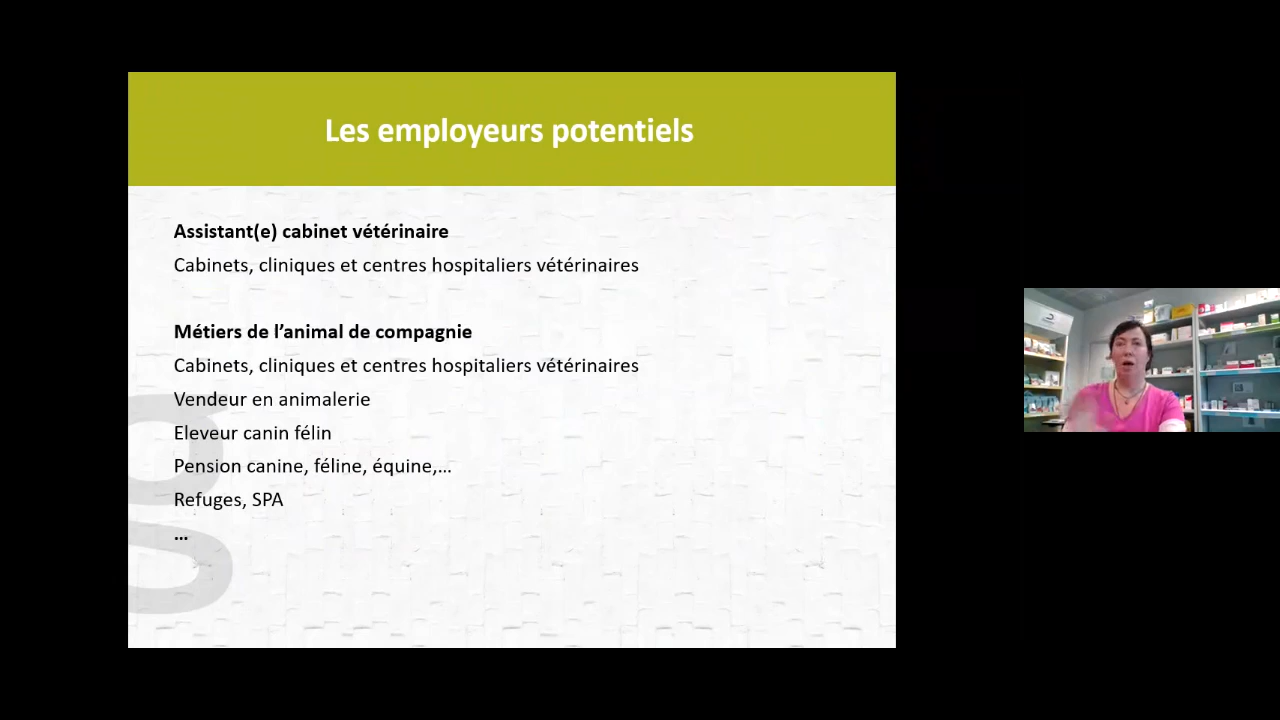 Les employeurs potentiels
Assistant(e) cabinet vétérinaire
Cabinets, cliniques et centres hospitaliers vétérinaires
Métiers de l'animal de compagnie
Cabinets, cliniques et centres hospitaliers vétérinaires
Vendeur en animalerie
Eleveur canin félin
Pension canine, féline, équine,...
Refuges, SPA
...